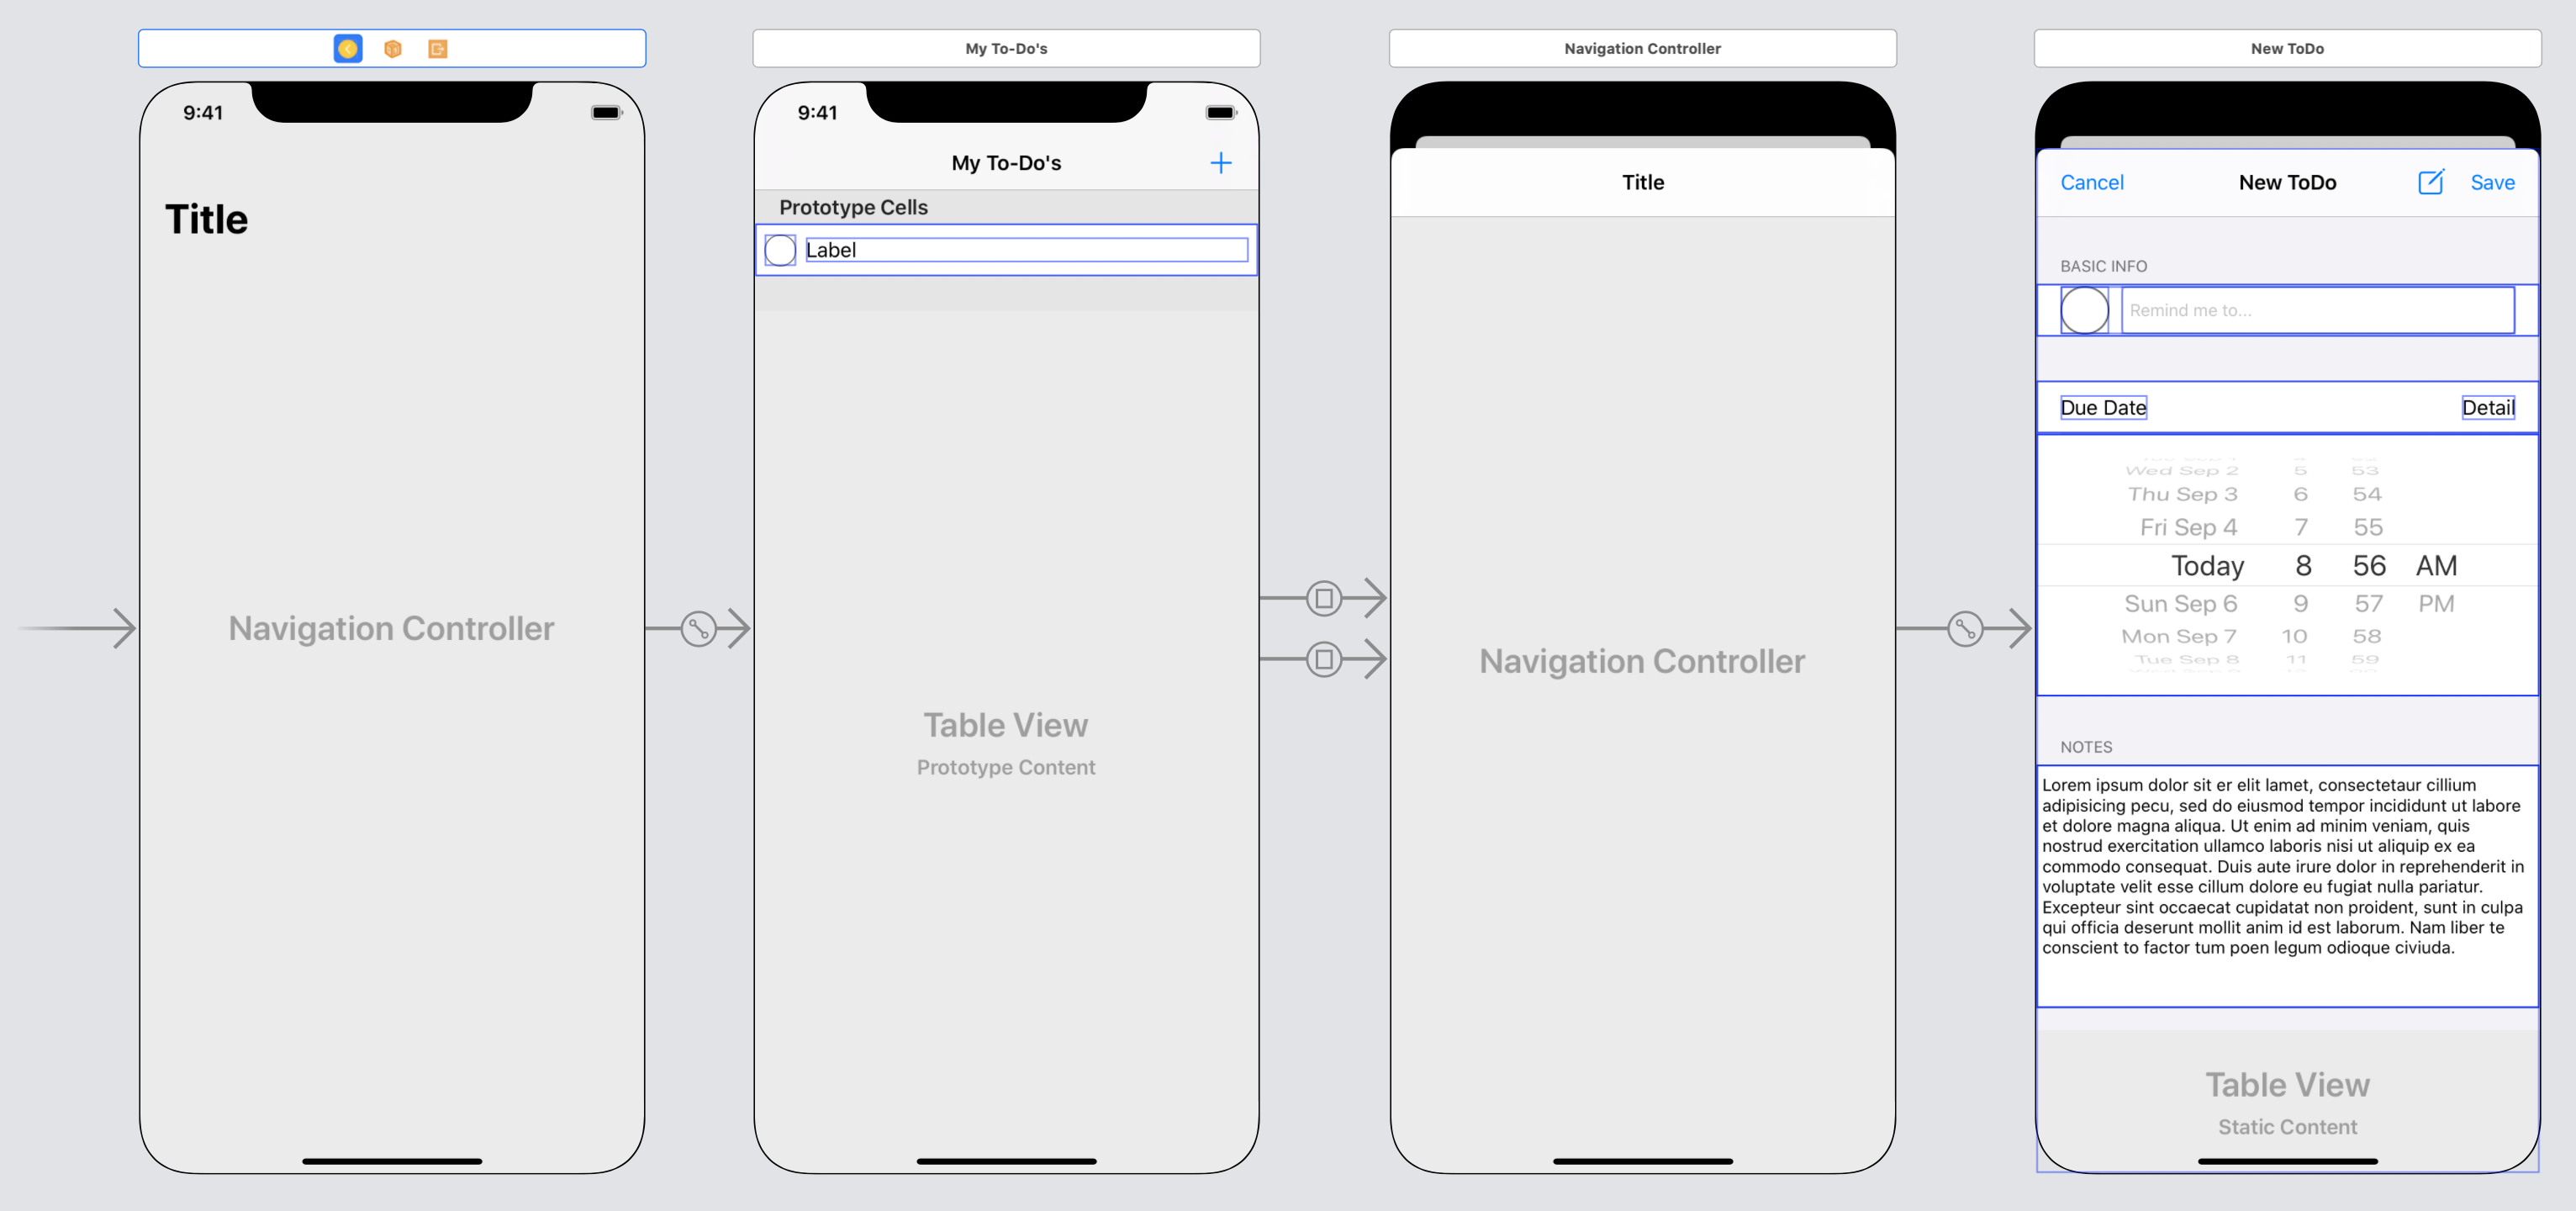 My To-Do's
Navigation Controller
New ToDo
9:41
Title
Navigation Controller
9:41
My To-Do's
Prototype Cells
Label
Table View
Prototype Content
Title
Navigation Controller
Cancel
New ToDo
Save
BASIC INFO
Remind me to...
Due Date
Detail
Wed Sep 2 5 53
Thu Sep 3 6 54
Fri Sep 4 7 55
Today 8 56 AM
Sun Sep 6 9 57 PM
Mon Sep 7 10 58
Tue Sep 8 11 59
NOTES
Lorem ipsum dolor sit er elit lamet, consectetaur cillium
adipisicing pecu, sed do eiusmod tempor incididunt ut labore
et dolore magna aliqua. Ut enim ad minim veniam, quis
nostrud exercitation ullamco laboris nisi ut aliquip ex ea
commodo consequat. Duis aute irure dolor in reprehenderit in
voluptate velit esse cillum dolore eu fugiat nulla pariatur.
Excepteur sint occaecat cupidatat non proident, sunt in culpa
qui officia deserunt mollit anim id est laborum. Nam liber te
conscient to factor tum poen legum odioque civiuda.
Table View
Static Content